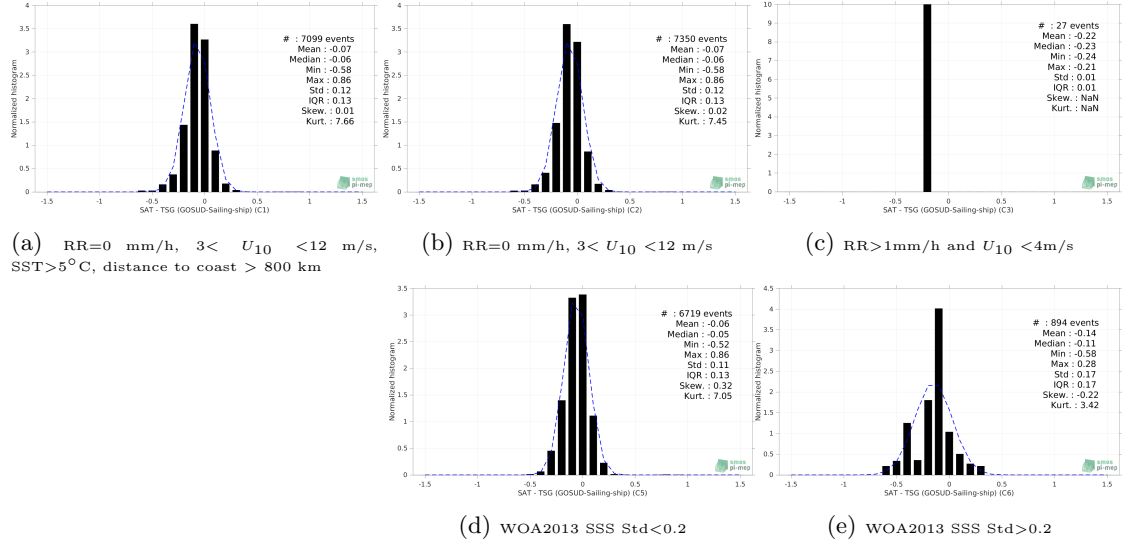 4
3.5
3
2.5
2
1.5
1
0.5
0
-1.5
-1
-0.5
0
0.5
1
1.5
Normalized histogram
SAT - TSG (GOSUD-Sailing-ship) (C1)
# : 7099 events
Mean : -0.07
Median : -0.06
Min : -0.58
Max : 0.86
Std : 0.12
IQR : 0.13
Skew. : 0.01
Kurt. : 7.66
smos
pi-mep
(a) RR=0 mm/h, 3< U10 <12 m/s,
SST>5°C, distance to coast > 800 km
4
3.5
3
2.5
2
1.5
1
0.5
0
-1.5
-1
-0.5
0
0.5
1
1.5
Normalized histogram
SAT - TSG (GOSUD-Sailing-ship) (C2)
# : 7350 events
Mean : -0.07
Median : -0.06
Min : -0.58
Max : 0.86
Std : 0.12
IQR : 0.13
Skew. : 0.02
Kurt. : 7.45
smos
pi-mep
(b) RR=0 mm/h, 3< U10 <12 m/s
10
9
8
7
6
5
4
3
2
1
0
-1.5
-1
-0.5
0
0.5
1
1.5
Normalized histogram
SAT - TSG (GOSUD-Sailing-ship) (C3)
# : 27 events
Mean : -0.22
Median : -0.23
Min : -0.24
Max : -0.21
Std : 0.01
IQR : 0.01
Skew. : NaN
Kurt. : NaN
smos
pi-mep
(c) RR>1mm/h and U10 <4m/s
3.5
3
2.5
2
1.5
1
0.5
0
-1.5
-1
-0.5
0
0.5
1
1.5
Normalized histogram
SAT - TSG (GOSUD-Sailing-ship) (C5)
# : 6719 events
Mean : -0.06
Median : -0.05
Min : -0.52
Max : 0.86
Std : 0.11
IQR : 0.13
Skew. : 0.32
Kurt. : 7.05
smos
pi-mep
(d) WOA2013 SSS Std<0.2
4.5
4
3.5
3
2.5
2
1.5
1
0.5
0
-1.5
-1
-0.5
0
0.5
1
1.5
Normalized histogram
SAT - TSG (GOSUD-Sailing-ship) (C6)
# : 894 events
Mean : -0.14
Median : -0.11
Min : -0.58
Max : 0.28
Std : 0.17
IQR : 0.17
Skew. : -0.22
Kurt. : 3.42
smos
pi-mep
(e) WOA2013 SSS Std>0.2